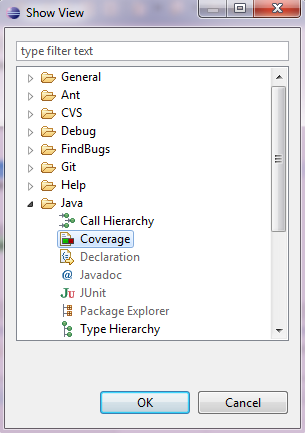 Show View
type filter text
General
Ant
CVS
Debug
FindBugs
Git
Help
Java
Call Hierarchy
Coverage
Declaration
@ Javadoc
JU JUnit
Package Explorer
Type Hierarchy
OK Cancel